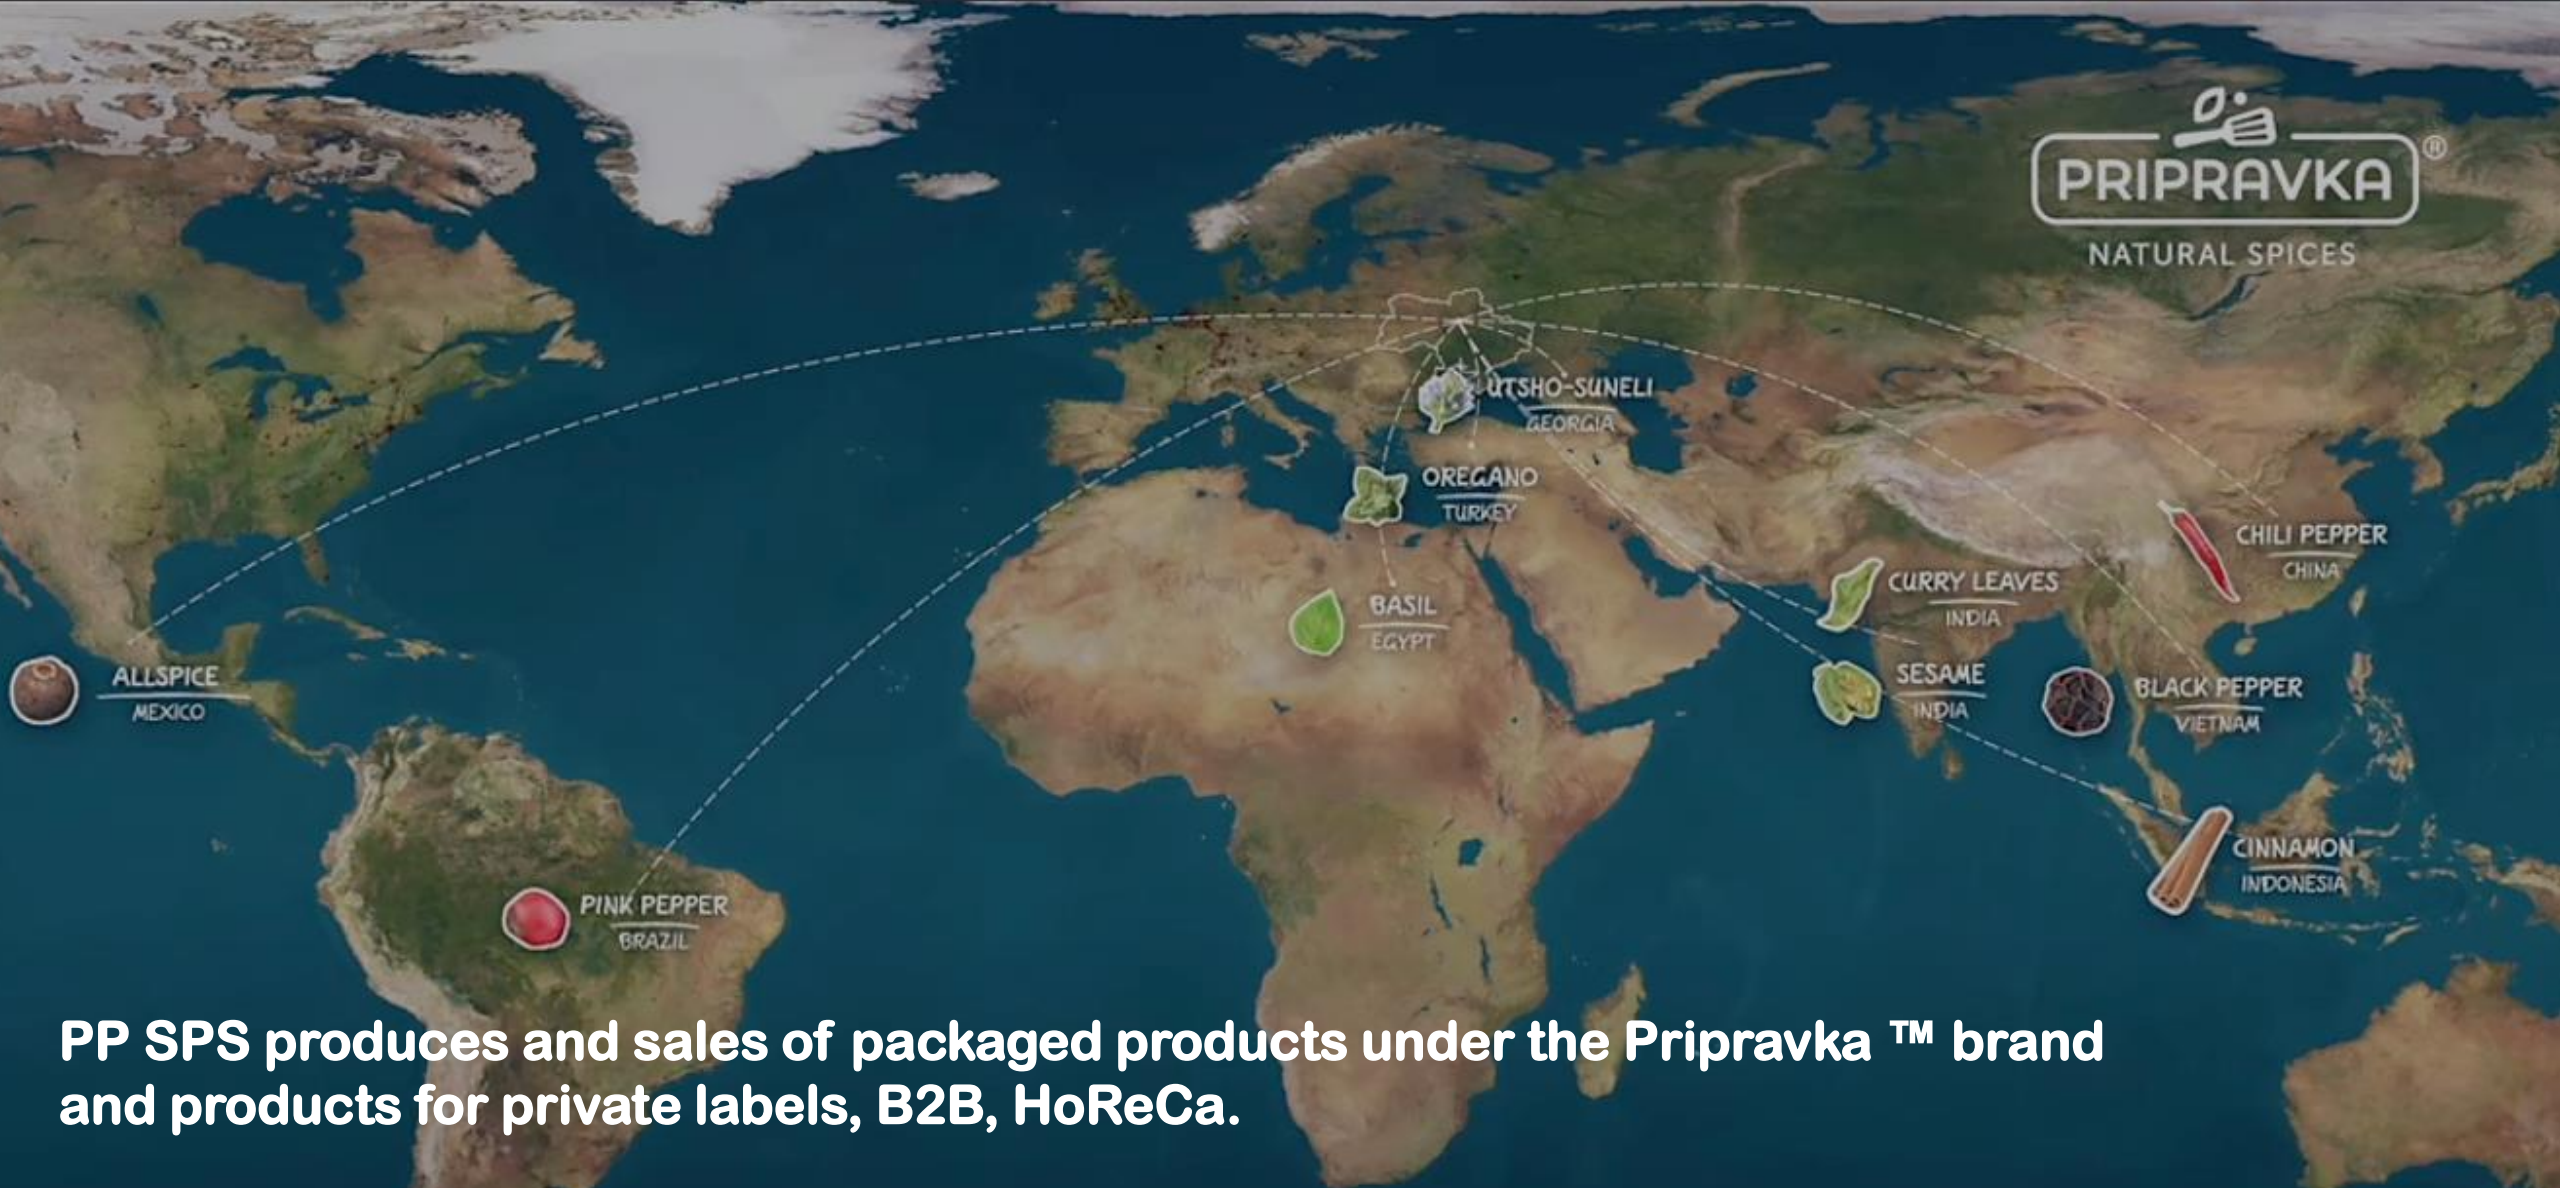 PRIPRAVKA®
NATURAL SPICES
UTSHO-SUNELI
GEORGIA
OREGANO
TURKEY
BASIL
EGYPT
CHILI PEPPER
CHINA
CURRY LEAVES
INDIA
SESAME
INDIA
BLACK PEPPER
VIETNAM
ALLSPICE
MEXICO
CINNAMON
INDONESIA
PINK PEPPER
BRAZIL
PP SPS produces and sales of packaged products under the Pripravka ™ brand
and products for private labels, B2B, HoReCa.